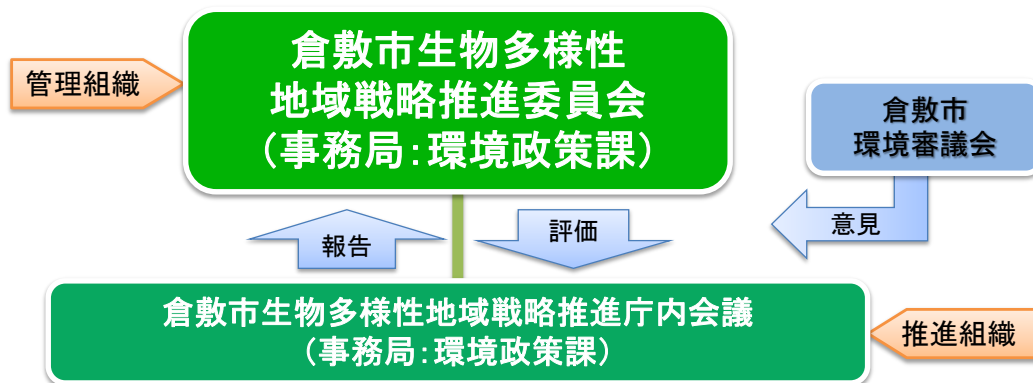 管理組織
倉敷市生物多様性
地域戦略推進委員会
（事務局：環境政策課）
倉敷市
環境審議会
報告
評価
意見
倉敷市生物多様性地域戦略推進庁内会議
（事務局：環境政策課）
推進組織